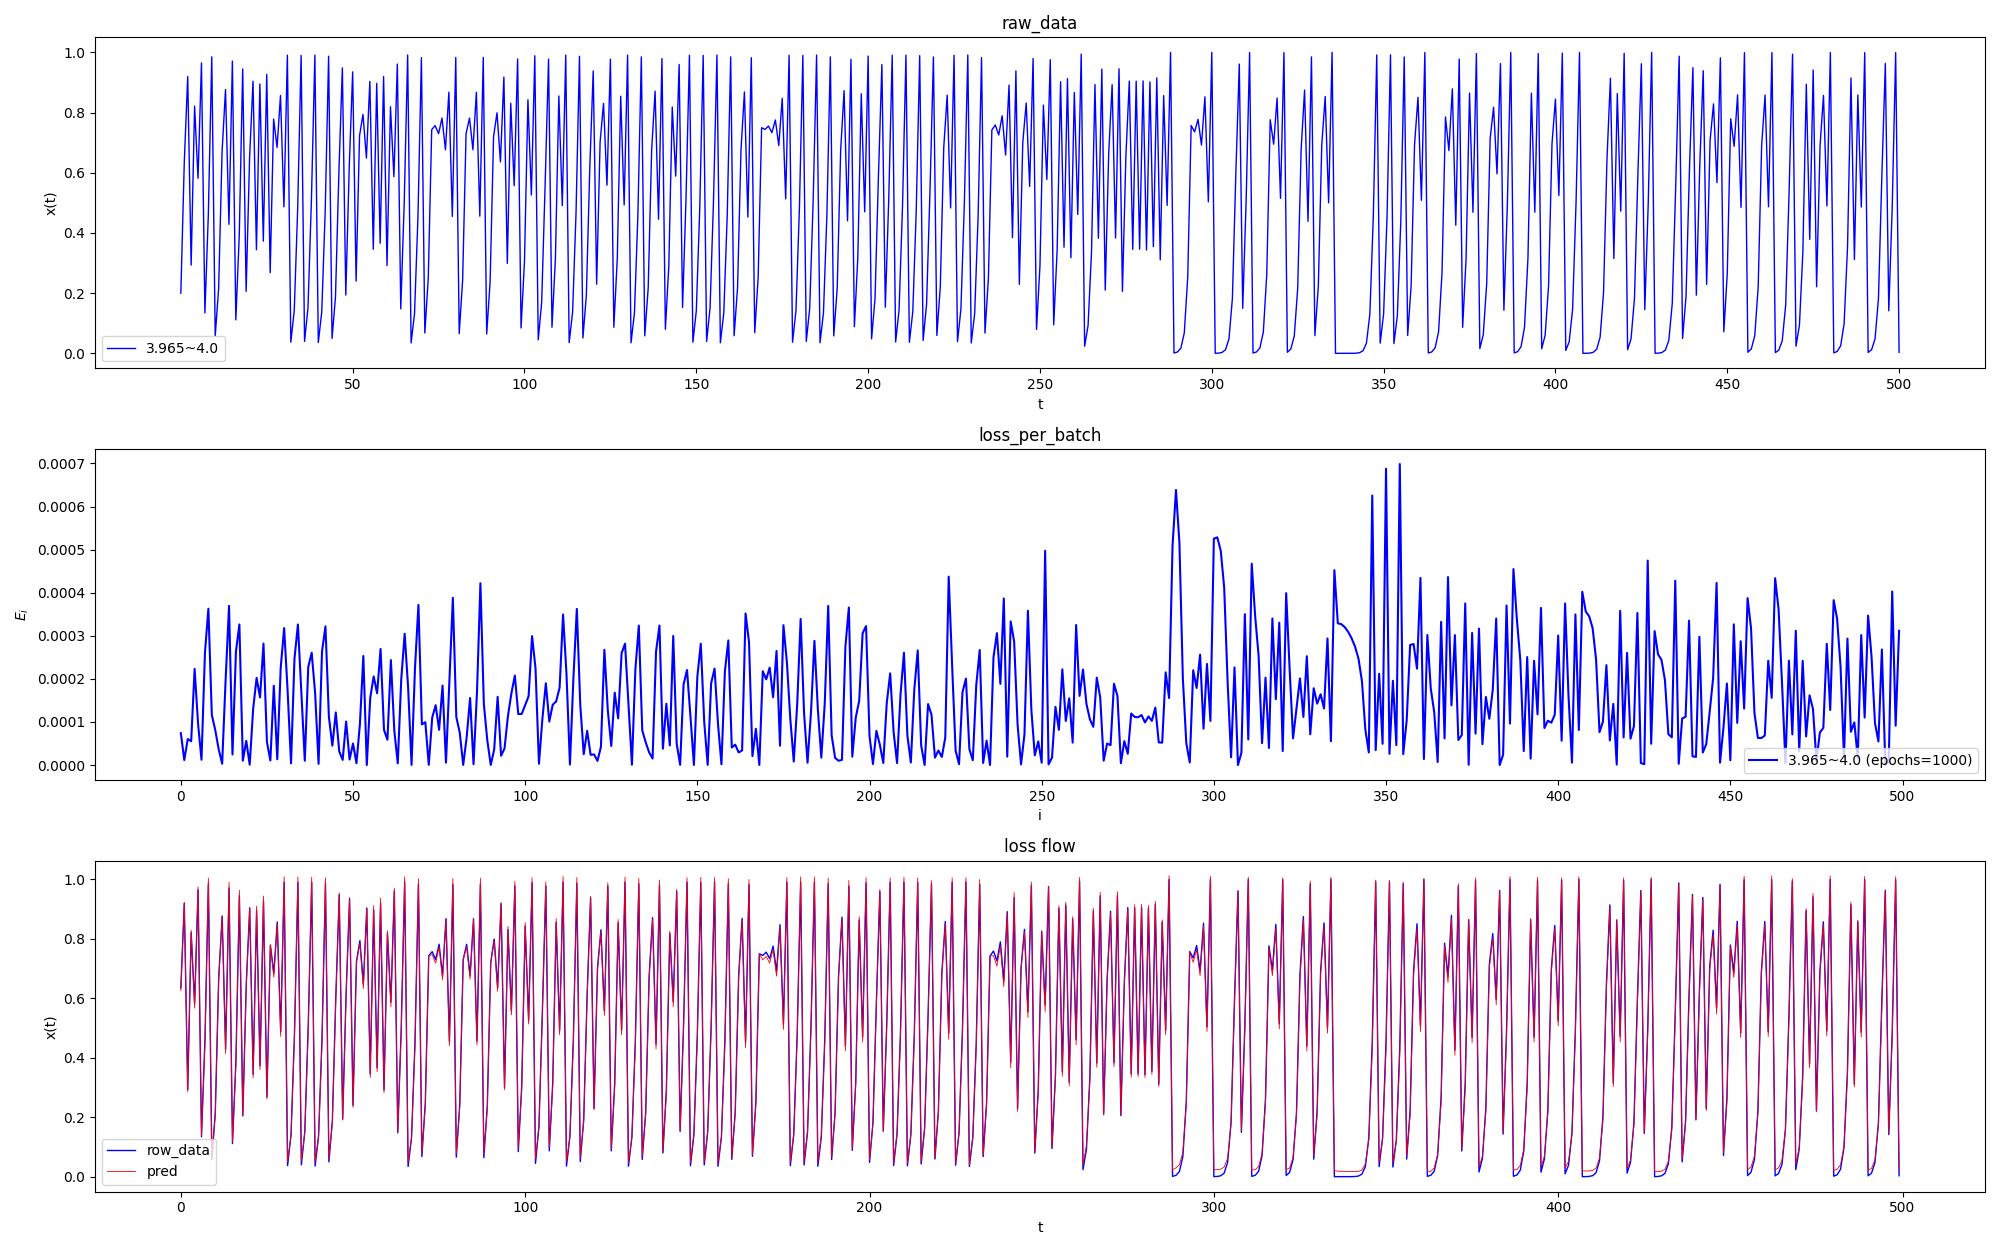 raw_data
x(t)
1.0
0.8
0.6
0.4
0.2
0.0
3.965~4.0
50 100 150 200 250 300 350 400 450 500
t
loss_per_batch
E_i
0.0007
0.0006
0.0005
0.0004
0.0003
0.0002
0.0001
0.0000
3.965~4.0 (epochs=1000)
0 50 100 150 200 250 300 350 400 450 500
i
loss flow
x(t)
1.0
0.8
0.6
0.4
0.2
0.0
row_data
pred
0 100 200 300 400 500
t